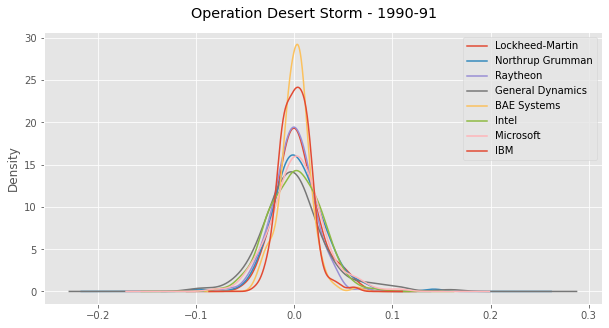 Operation Desert Storm - 1990-91
30
25
20
15
10
5
0
Density
Lockheed-Martin
Northrup Grumman
Raytheon
General Dynamics
BAE Systems
Intel
Microsoft
IBM
−0.2 −0.1 0.0 0.1 0.2 0.3